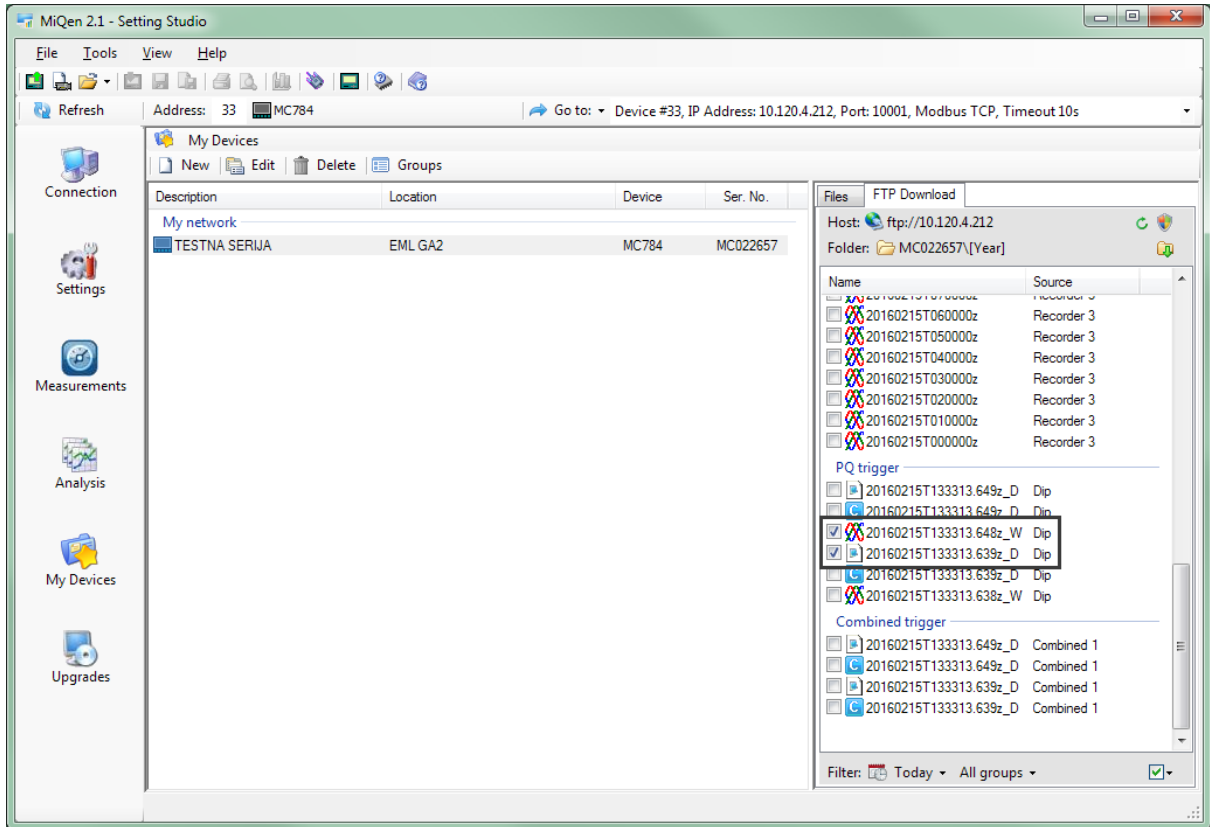 MiQen 2.1 - Setting Studio
File Tools View Help
Refresh Address: 33 MC784 Go to: Device #33, IP Address: 10.120.4.212, Port: 10001, Modbus TCP, Timeout 10s
Connection
Settings
Measurements
Analysis
My Devices
Upgrades
My Devices
New Edit Delete Groups
Description Location Device Ser. No.
My network
TESTNA SERIJA EML GA2 MC784 MC022657
Files FTP Download
Host: ftp://10.120.4.212
Folder: MC022657\[Year]
Name Source
20160215T060000z Recorder 3
20160215T050000z Recorder 3
20160215T040000z Recorder 3
20160215T030000z Recorder 3
20160215T020000z Recorder 3
20160215T010000z Recorder 3
20160215T000000z Recorder 3
PQ trigger
20160215T133313.649z_D Dip
20160215T133313.649z_D Dip
20160215T133313.648z_W Dip
20160215T133313.639z_D Dip
20160215T133313.639z_D Dip
20160215T133313.638z_W Dip
Combined trigger
20160215T133313.649z_D Combined 1
20160215T133313.649z_D Combined 1
20160215T133313.639z_D Combined 1
20160215T133313.639z_D Combined 1
Filter: Today All groups